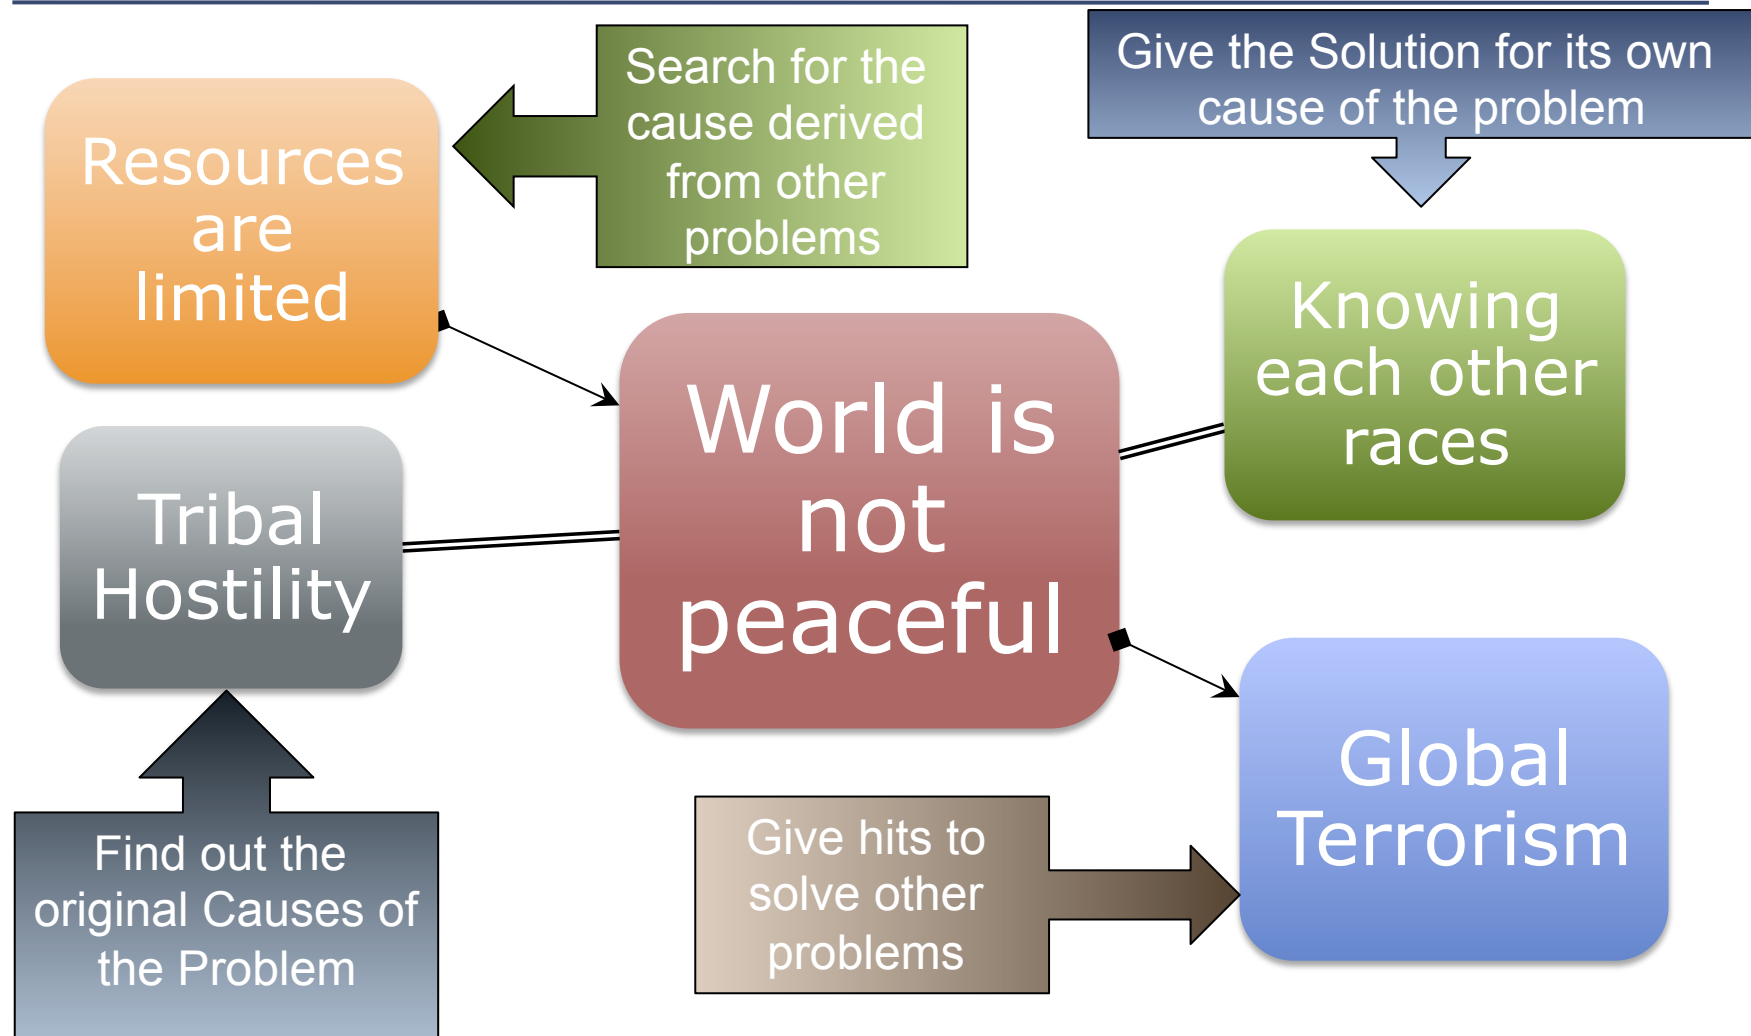 Search for the
cause derived
from other
problems
Give the Solution for its own
cause of the problem
Resources
are
limited
Knowing
each other
races
World is
not
peaceful
Tribal
Hostility
Global
Terrorism
Find out the
original Causes of
the Problem
Give hits to
solve other
problems